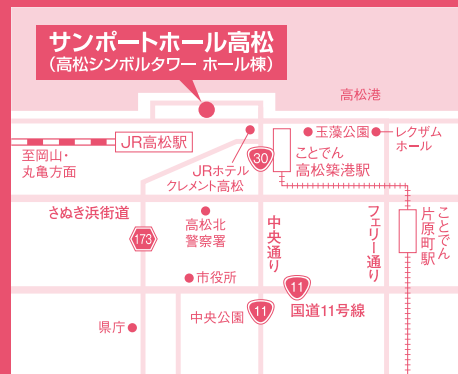 サンポートホール高松
（高松シンボルタワー ホール棟）
高松港
JR高松駅
至岡山・
丸亀方面
JRホテル
クレメント高松
30
ことでん
高松築港駅
玉藻公園
レクザム
ホール
さぬき浜街道
173
高松北
警察署
中央通り
フェリー通り
ことでん
片原町駅
市役所
11
国道11号線
中央公園
11
県庁